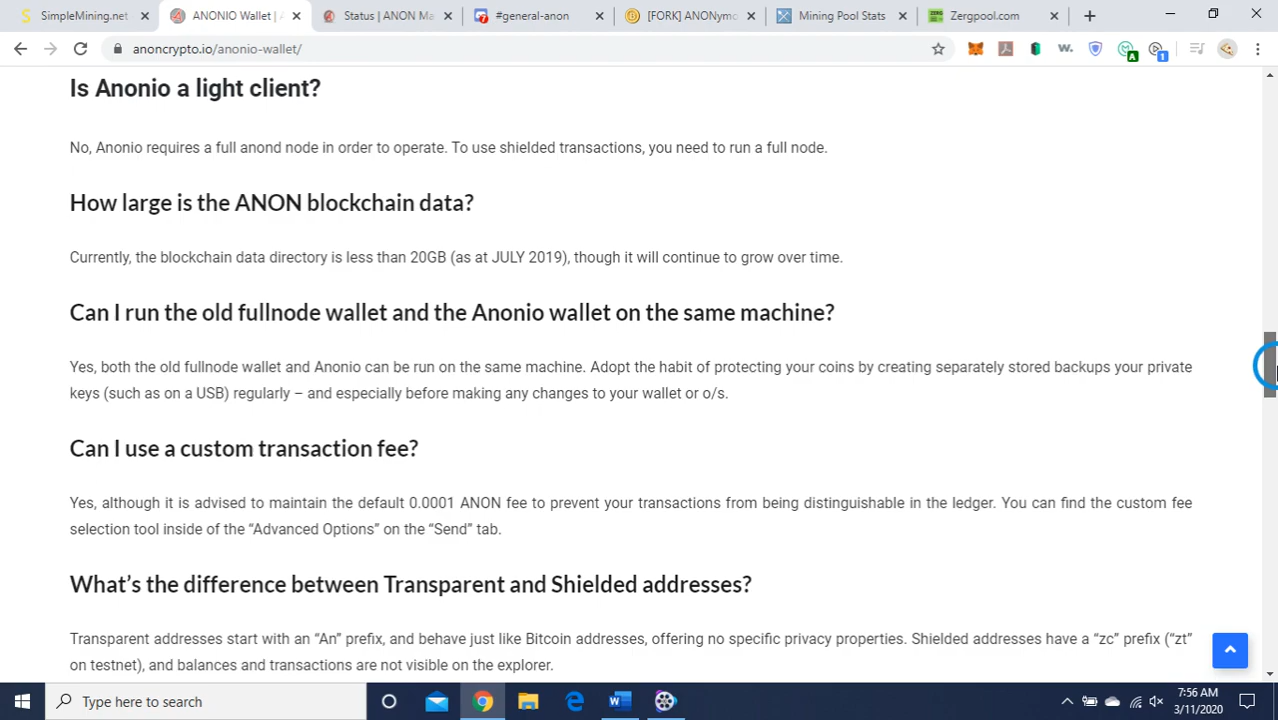 SimpleMining.net
ANONIO Wallet | A
Status | ANON Ma
#general-anon
[FORK] ANONymo
Mining Pool Stats
ZERG
POOL
Zergpool.com
anoncrypto.io/anonio-wallet/
W.
A
1
Is Anonio a light client?
No, Anonio requires a full anond node in order to operate. To use shielded transactions, you need to run a full node.
How large is the ANON blockchain data?
Currently, the blockchain data directory is less than 20GB (as at JULY 2019), though it will continue to grow over time.
Can I run the old fullnode wallet and the Anonio wallet on the same machine?
Yes, both the old fullnode wallet and Anonio can be run on the same machine. Adopt the habit of protecting your coins by creating separately stored backups your private
keys (such as on a USB) regularly – and especially before making any changes to your wallet or o/s.
Can I use a custom transaction fee?
Yes, although it is advised to maintain the default 0.0001 ANON fee to prevent your transactions from being distinguishable in the ledger. You can find the custom fee
selection tool inside of the “Advanced Options” on the “Send” tab.
What’s the difference between Transparent and Shielded addresses?
Transparent addresses start with an “An” prefix, and behave just like Bitcoin addresses, offering no specific privacy properties. Shielded addresses have a “zc” prefix (“zt”
on testnet), and balances and transactions are not visible on the explorer.
Type here to search
7:56 AM
3/11/2020